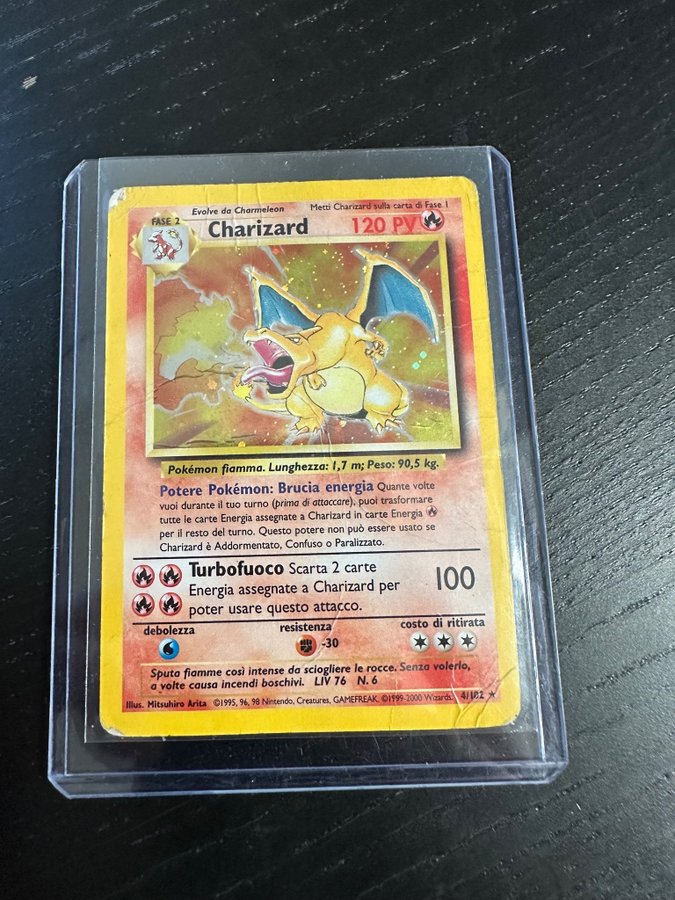 Evolve da Charmeleon
Metti Charizard sulla carta di Fase 1
FASE 2
Charizard
120 PV
Pokémon fiamma. Lunghezza: 1,7 m; Peso: 90,5 kg.
Potere Pokémon: Brucia energia Quante volte
vuoi durante il tuo turno (prima di attaccare), puoi trasformare
tutte le carte Energia assegnate a Charizard in carte Energia
per il resto del turno. Questo potere non può essere usato se
Charizard è Addormentato, Confuso o Paralizzato.
Turbofuoco Scarta 2 carte
Energia assegnate a Charizard per
poter usare questo attacco.
100
debolezza
resistenza
costo di ritirata
-30
Sputa fiamme così intense da sciogliere le rocce. Senza volerlo,
a volte causa incendi boschivi. LIV 76 N. 6
Illus. Mitsuhiro Arita ©1995, 96, 98 Nintendo, Creatures, GAMEFREAK. ©1999-2000 Wizards. 4/102 ★